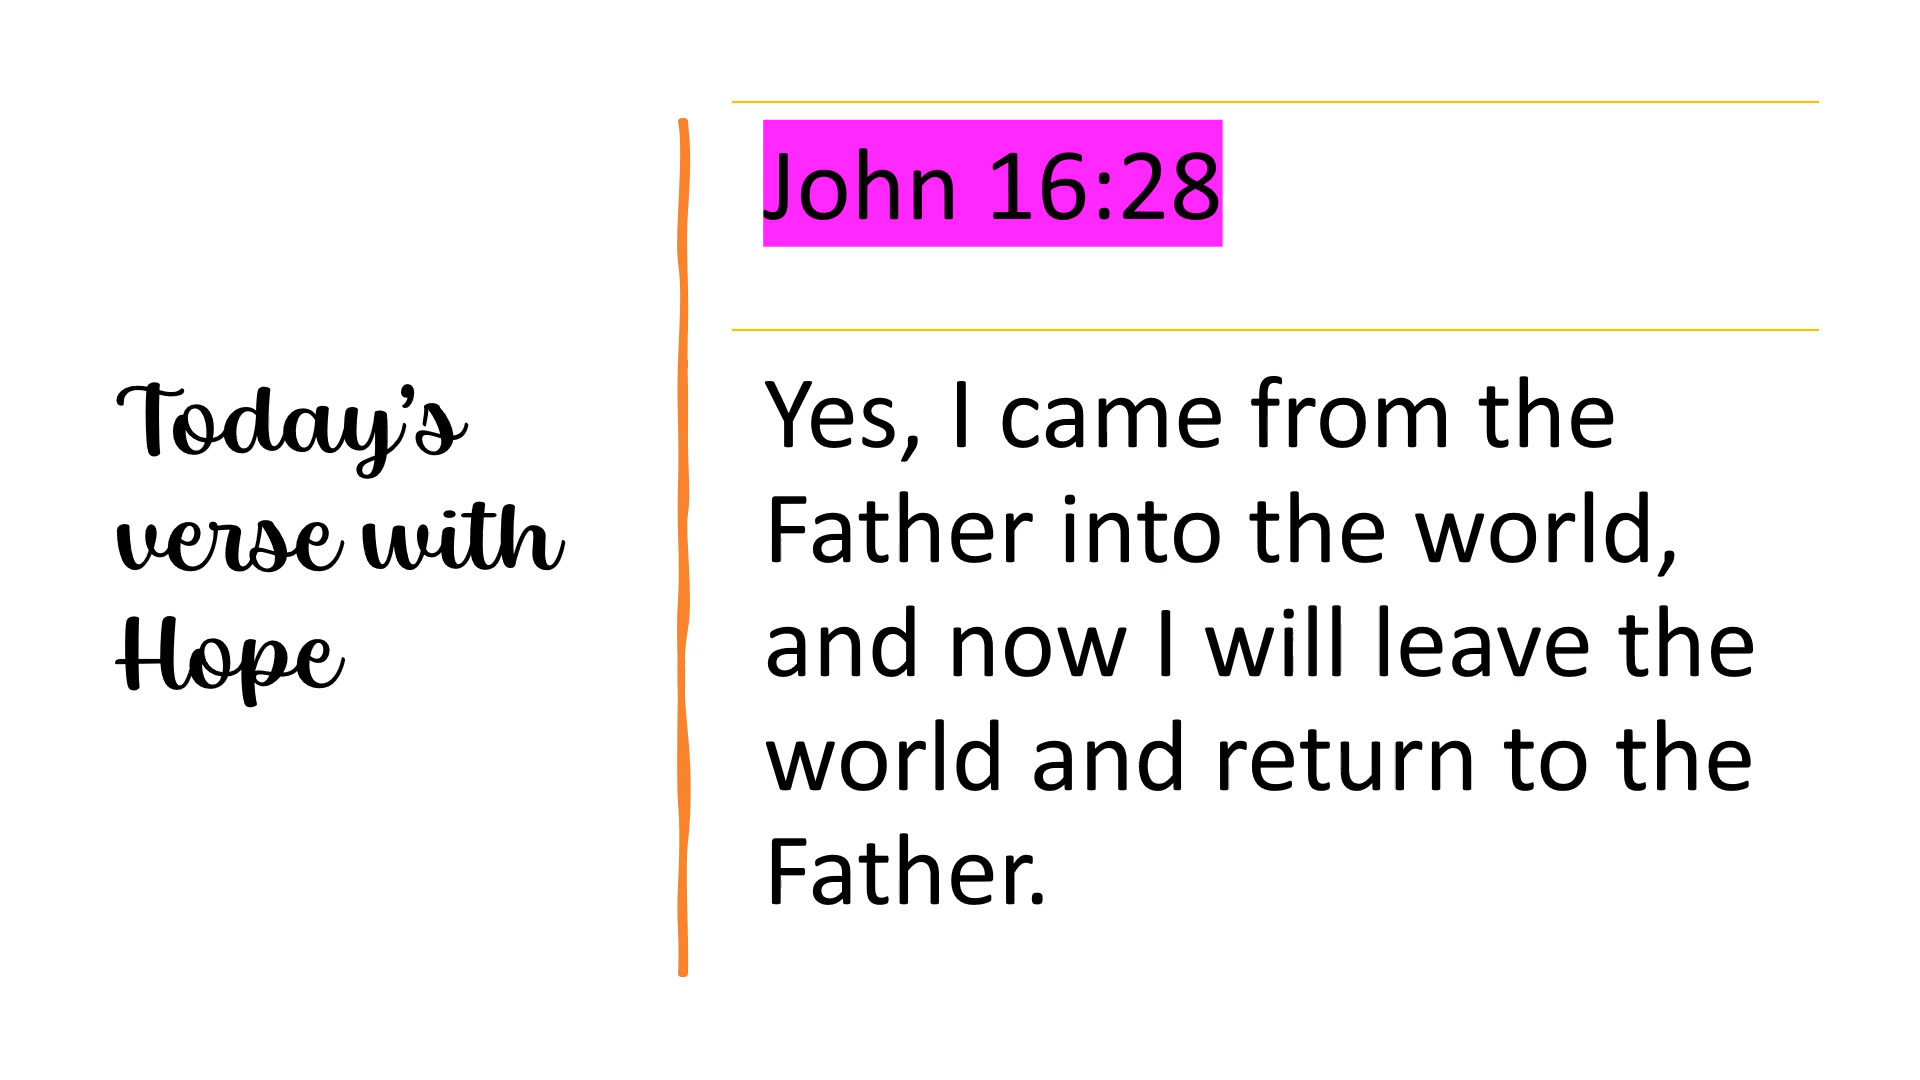 Today’s
verse with
Hope
John 16:28
Yes, I came from the
Father into the world,
and now I will leave the
world and return to the
Father.